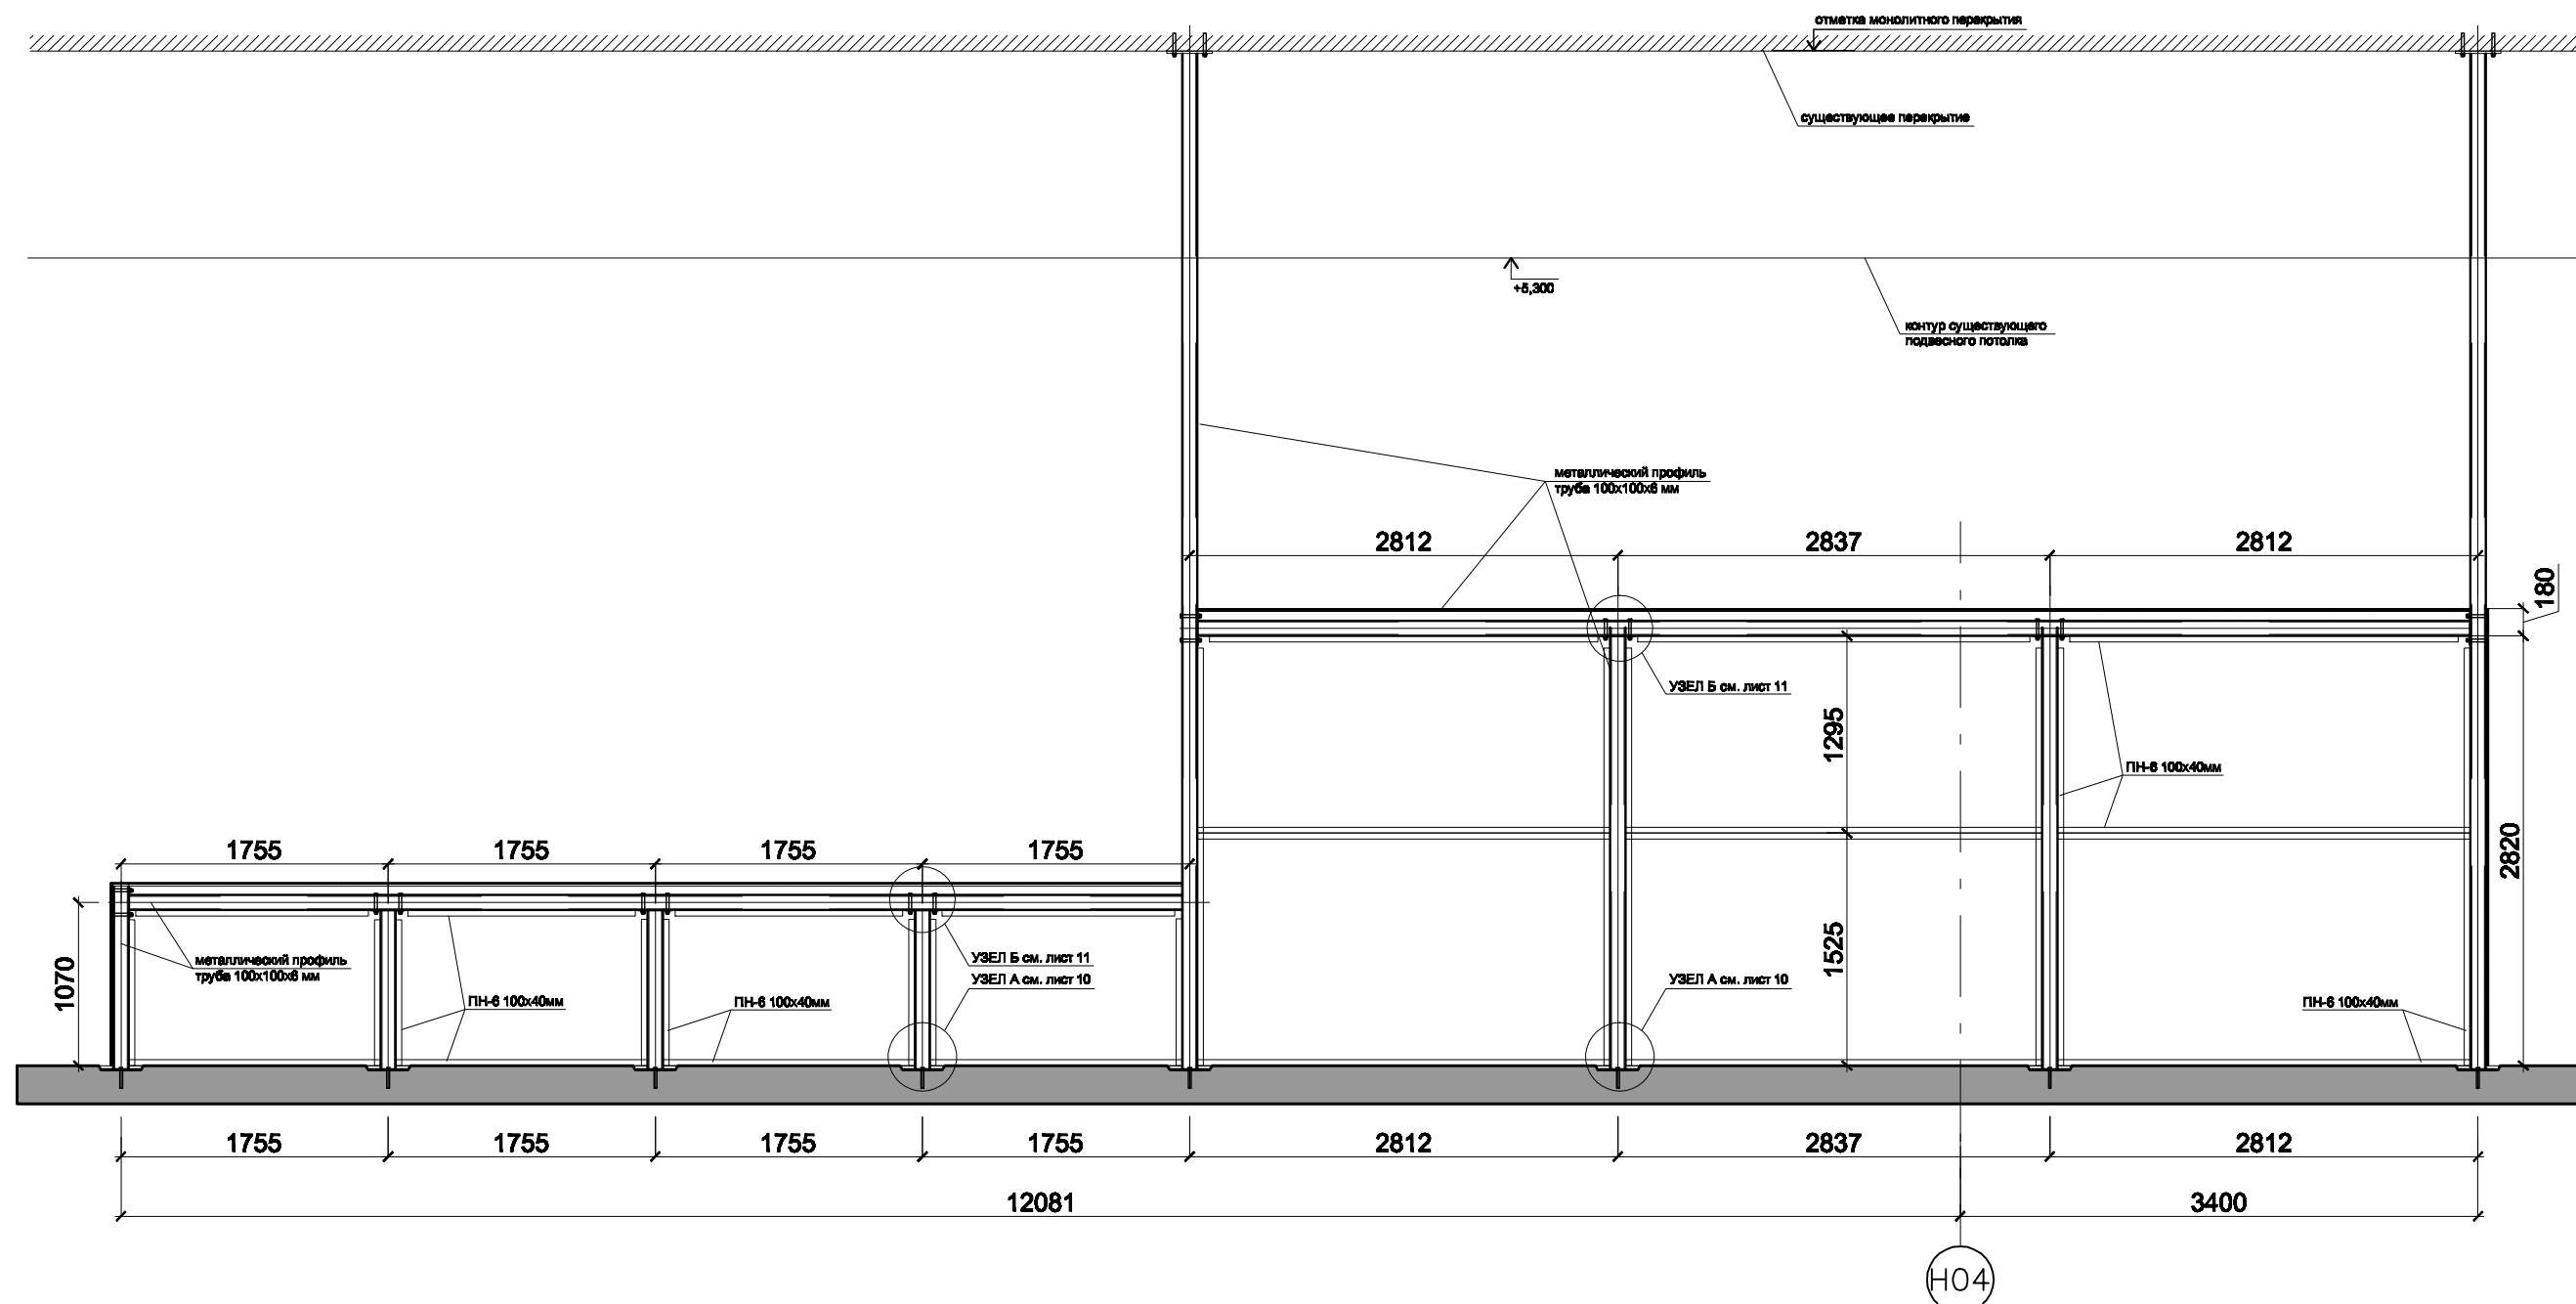 отметка монолитного перекрытия
существующее перекрытие
+5,300
контур существующего
подвесного потолка
металлический профиль
труба 100х100х6 мм
2812
2837
2812
180
УЗЕЛ Б см. лист 11
1295
ПН-6 100х40мм
2820
1755
1755
1755
1755
1525
1070
металлический профиль
труба 100х100х6 мм
УЗЕЛ Б см. лист 11
УЗЕЛ А см. лист 10
УЗЕЛ А см. лист 10
ПН-6 100х40мм
ПН-6 100х40мм
ПН-6 100х40мм
1755
1755
1755
1755
2812
2837
2812
12081
3400
Н04